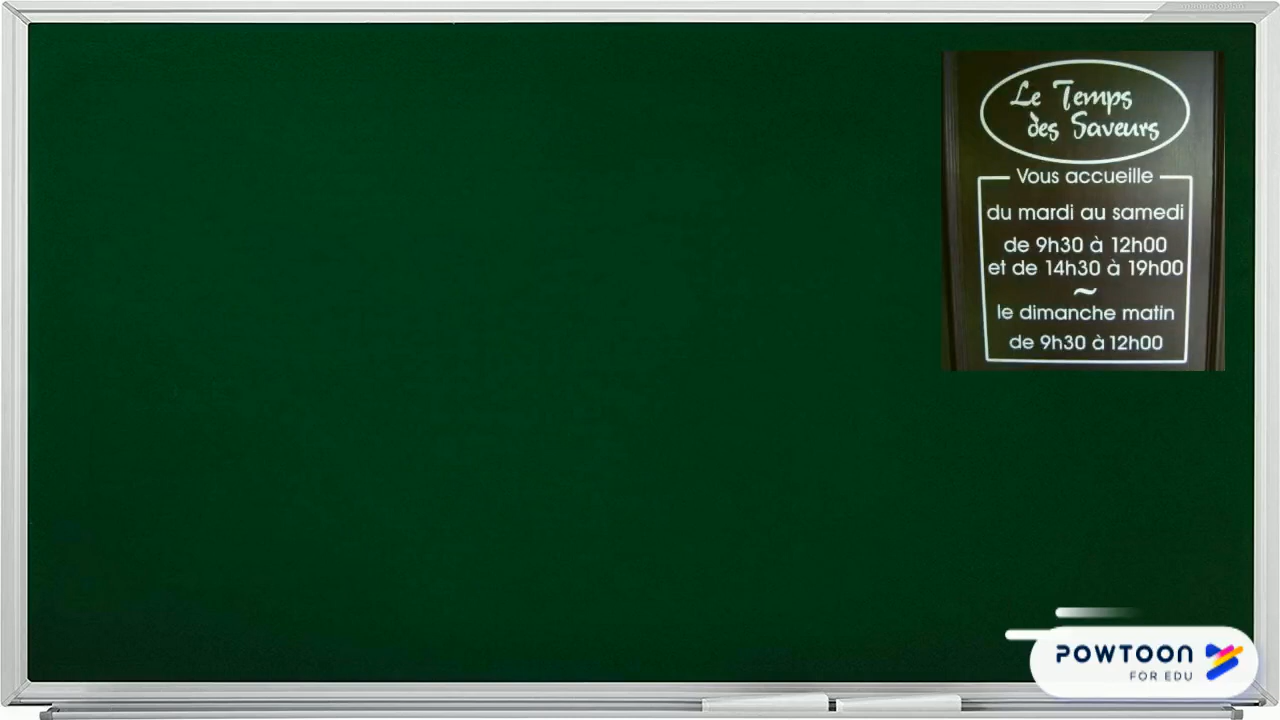 Le Temps
des Saveurs
Vous accueille
du mardi au samedi
de 9h30 à 12h00
et de 14h30 à 19h00
~
le dimanche matin
de 9h30 à 12h00
POWTOON
FOR EDU